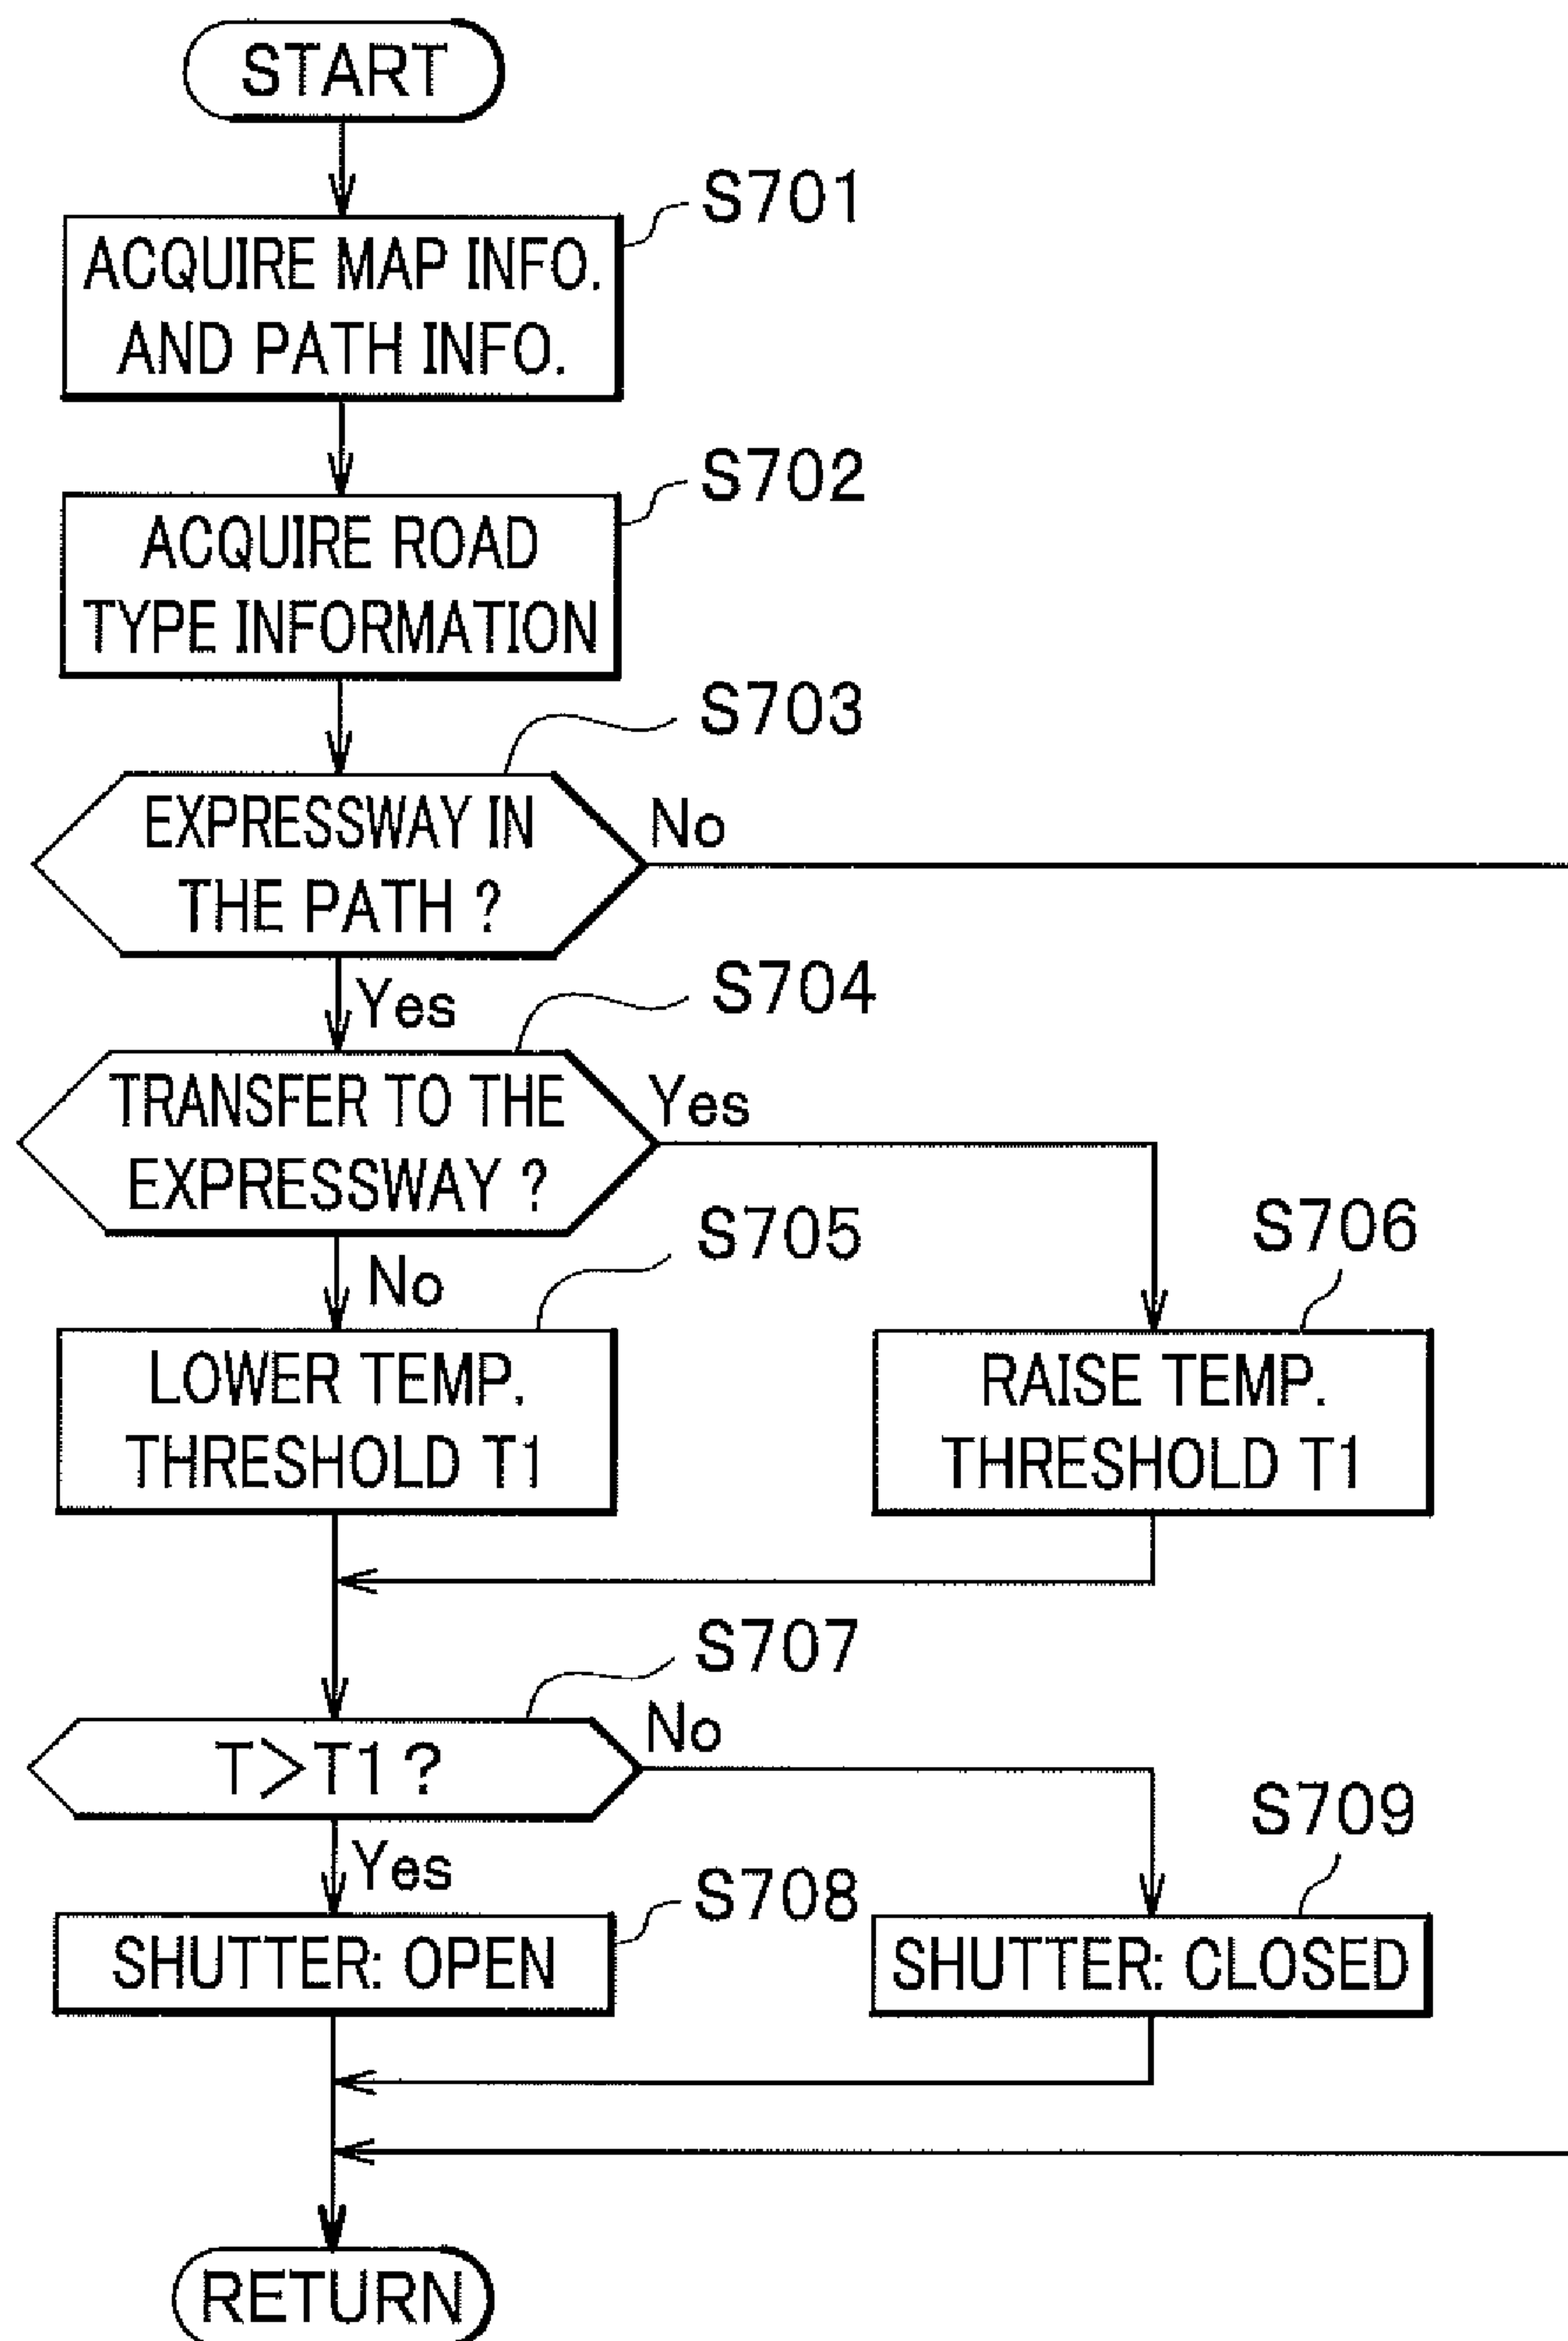 START
S701
ACQUIRE MAP INFO.
AND PATH INFO.
S702
ACQUIRE ROAD
TYPE INFORMATION
S703
EXPRESSWAY IN
THE PATH ?
No
Yes
S704
TRANSFER TO THE
EXPRESSWAY ?
Yes
No
S705
LOWER TEMP.
THRESHOLD T1
S706
RAISE TEMP.
THRESHOLD T1
S707
T>T1 ?
No
Yes
S708
SHUTTER: OPEN
S709
SHUTTER: CLOSED
RETURN